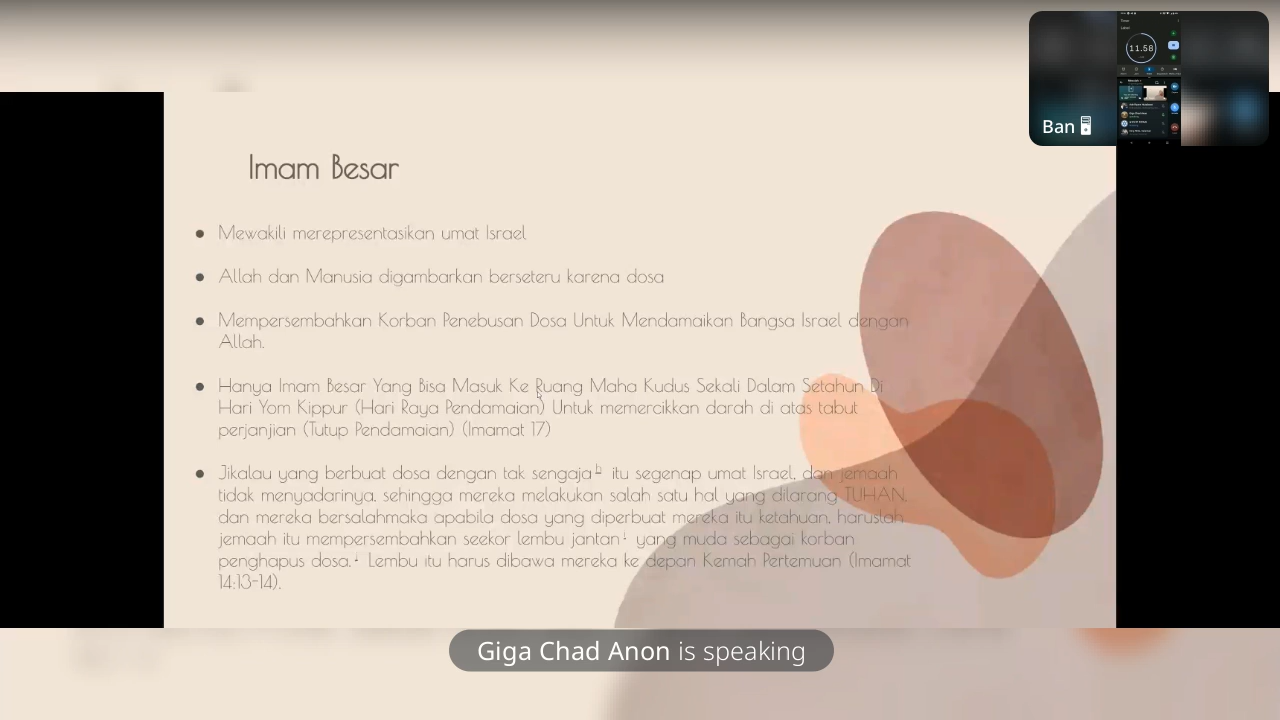 11.58
Ban
Imam Besar
● Mewakili merepresentasikan umat Israel
● Allah dan Manusia digambarkan berseteru karena dosa
● Mempersembahkan Korban Penebusan Dosa Untuk Mendamaikan Bangsa Israel dengan
Allah.
● Hanya Imam Besar Yang Bisa Masuk Ke Ruang Maha Kudus Sekali Dalam Setahun Di
Hari Yom Kippur (Hari Raya Pendamaian) Untuk memercikkan darah di atas tabut
perjanjian (Tutup Pendamaian) (Imamat 17)
● Jikalau yang berbuat dosa dengan tak sengaja itu segenap umat Israel, dan jemaah
tidak menyadarinya, sehingga mereka melakukan salah satu hal yang dilarang TUHAN,
dan mereka bersalahmaka apabila dosa yang diperbuat mereka itu ketahuan, haruslah
jemaah itu mempersembahkan seekor lembu jantan yang muda sebagai korban
penghapus dosa. Lembu itu harus dibawa mereka ke depan Kemah Pertemuan (Imamat
14:13-14).
Giga Chad Anon is speaking